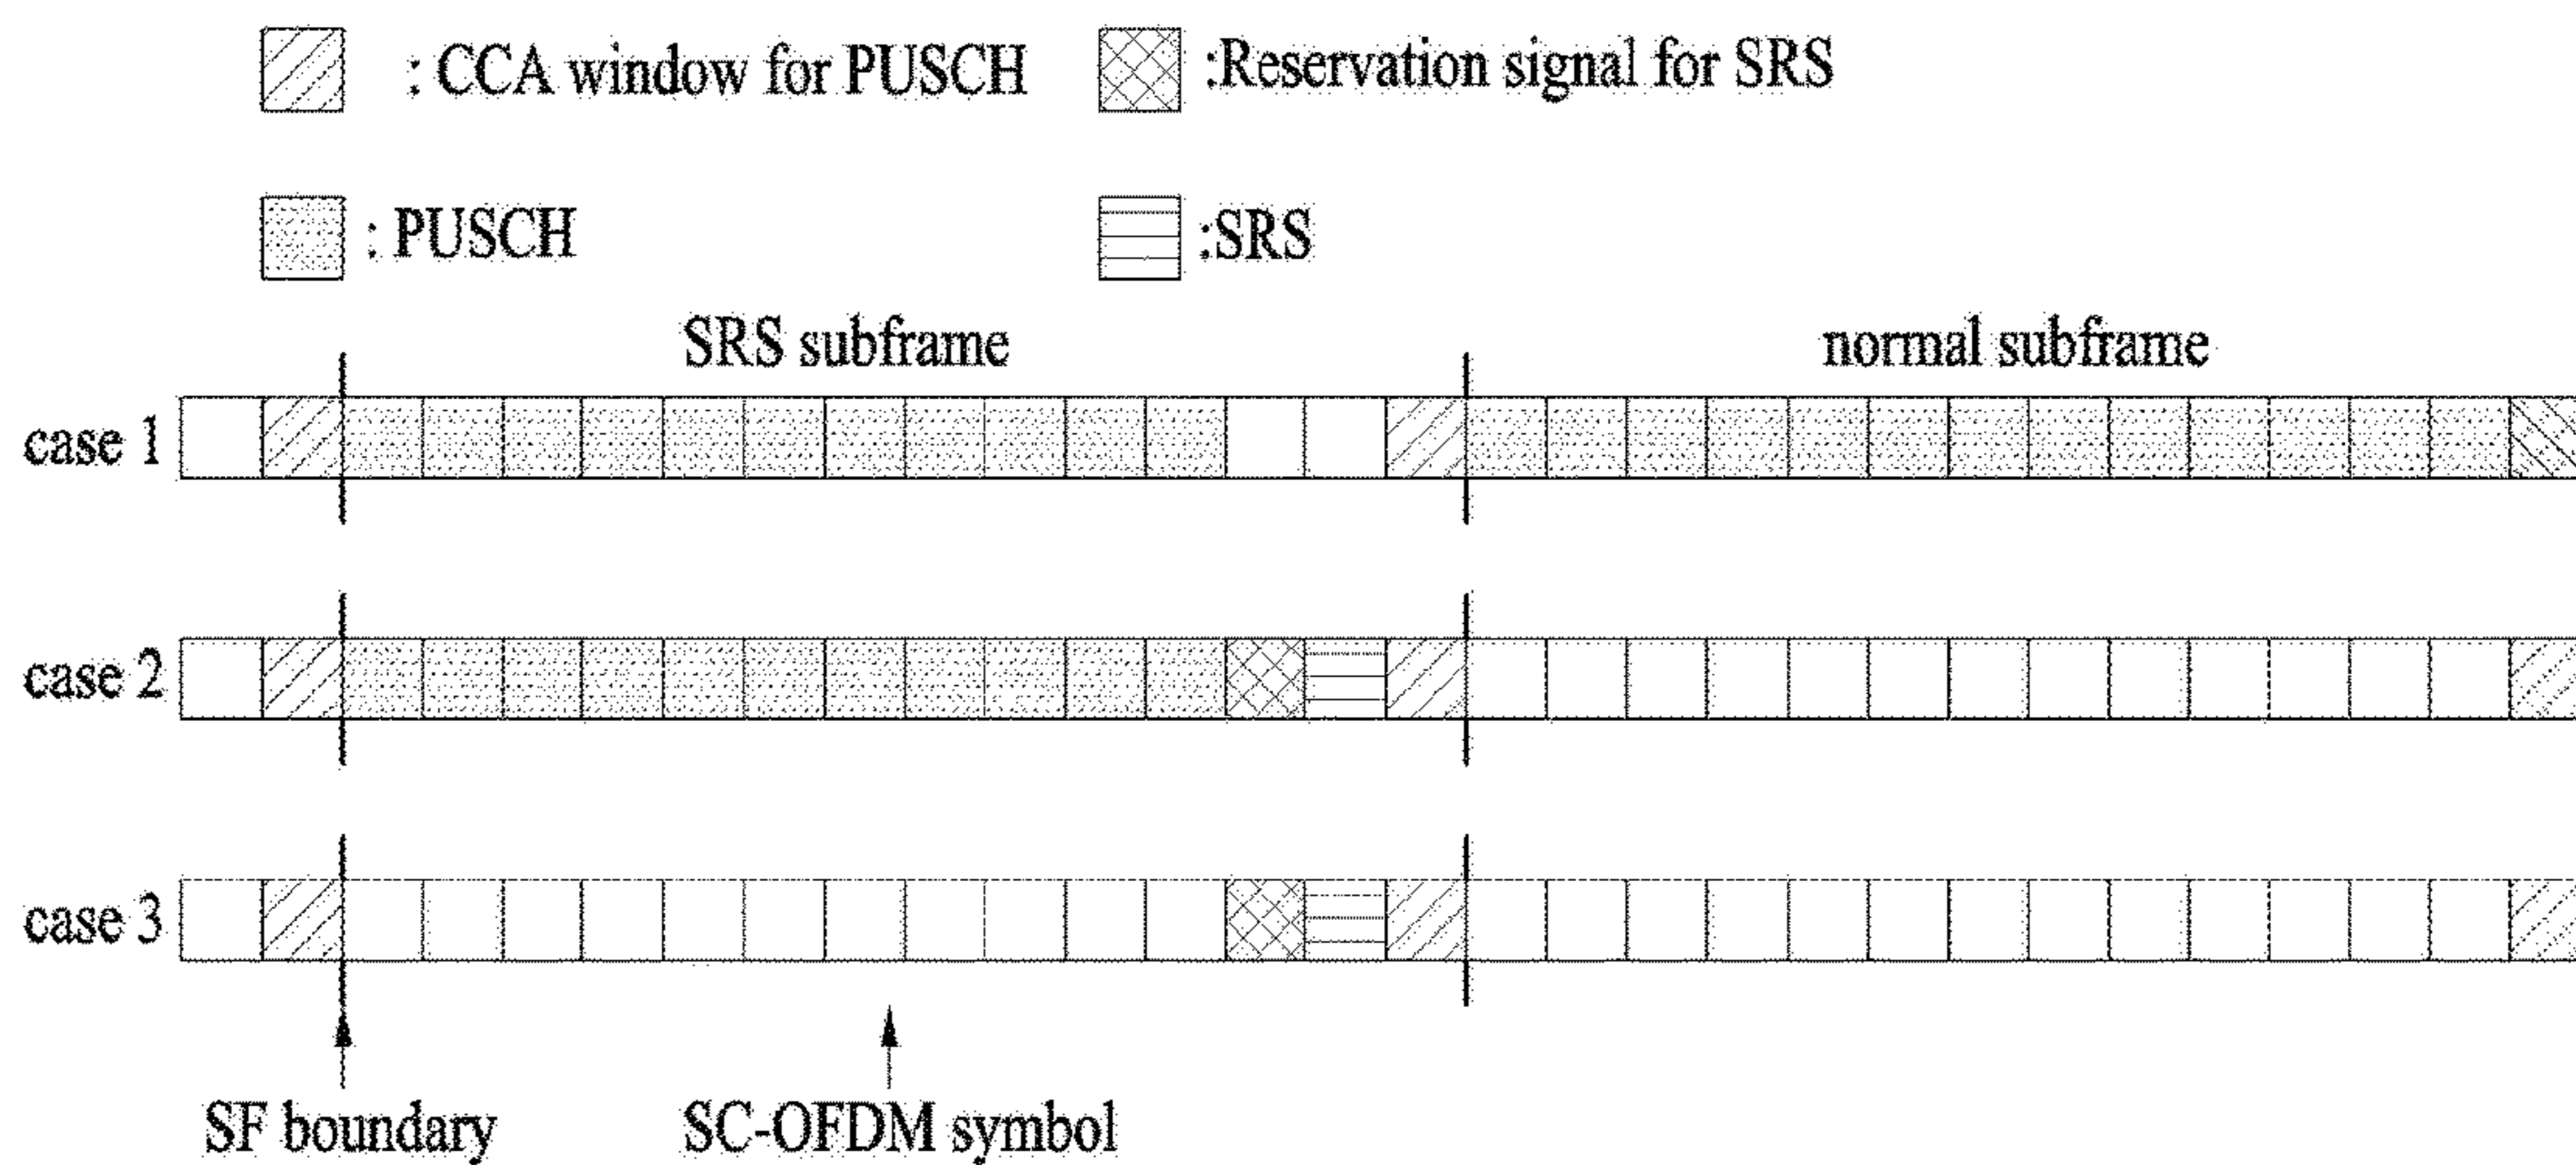 : CCA window for PUSCH
:Reservation signal for SRS
: PUSCH
:SRS
SRS subframe
normal subframe
case 1
case 2
case 3
SF boundary
SC-OFDM symbol